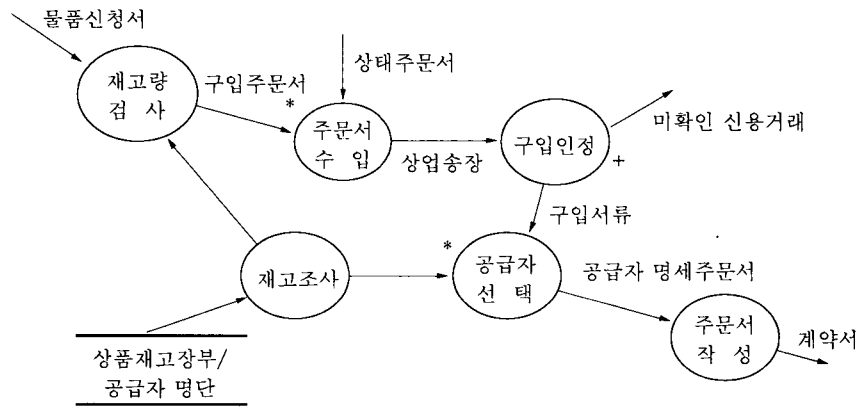 물품신청서
재고량
검 사
구입주문서
*
상태주문서
주문서
수 입
상업송장
구입인정
+
미확인 신용거래
구입서류
재고조사
*
공급자
선 택
공급자 명세주문서
주문서
작 성
계약서
상품재고장부/
공급자 명단